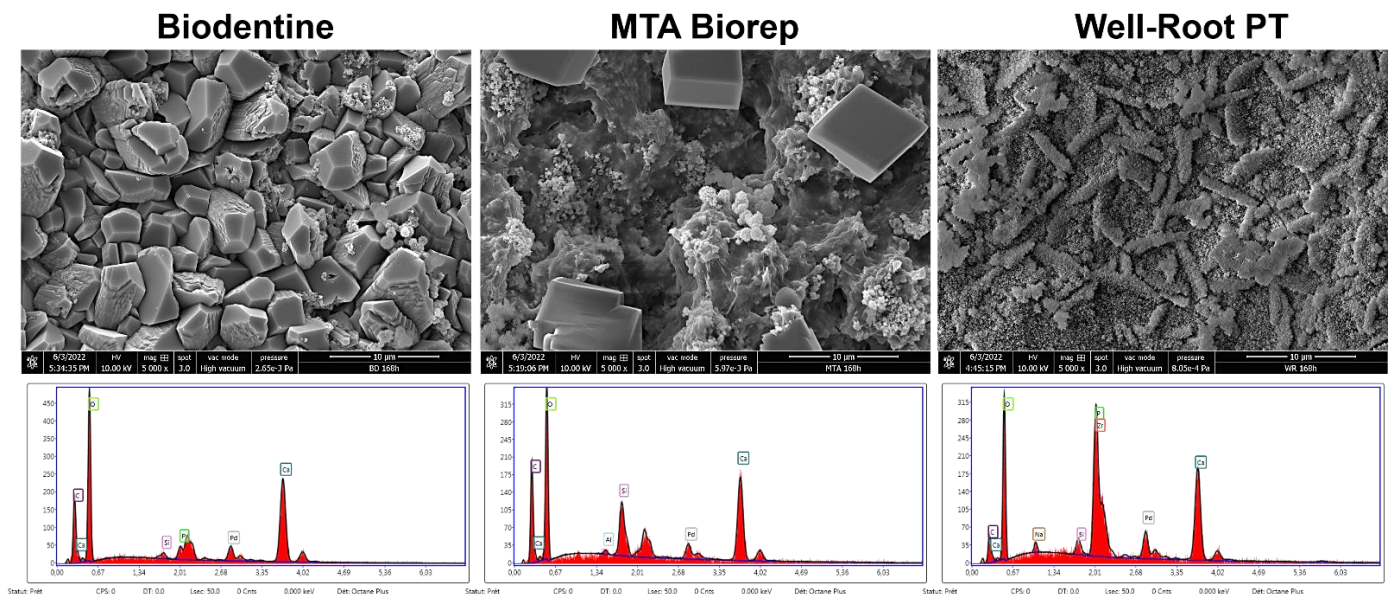 Biodentine MTA Biorep Well-Root PT
6/3/2022 HV mag spot vac mode pressure 10 µm
5:34:35 PM 10.00 kV 5 000 x 3.0 High vacuum 2.65e-3 Pa BD 168h
6/3/2022 HV mag spot vac mode pressure 10 µm
5:19:06 PM 10.00 kV 5 000 x 3.0 High vacuum 5.97e-3 Pa MTA 168h
6/3/2022 HV mag spot vac mode pressure 10 µm
4:45:15 PM 10.00 kV 5 000 x 3.0 High vacuum 8.05e-4 Pa WR 168h
450
400
350
300
250
200
150
100
50
0
O
C
Ca
Si
Pd
Ca
0,00 0,67 1,34 2,01 2,68 3,35 4,02 4,69 5,36 6,03
Statut: Prêt CPS: 0 DT: 0.0 Lsec: 50.0 0 Cnts 0.000 keV Dét: Octane Plus
315
280
245
210
175
140
105
70
35
0
O
C
Ca
Al
Si
Pd
Ca
0,00 0,67 1,34 2,01 2,68 3,35 4,02 4,69 5,36 6,03
Statut: Prêt CPS: 0 DT: 0.0 Lsec: 50.0 0 Cnts 0.000 keV Dét: Octane Plus
315
280
245
210
175
140
105
70
35
0
O
C
Ca
Na
Si
P
Zr
Pd
Ca
0,00 0,67 1,34 2,01 2,68 3,35 4,02 4,69 5,36 6,03
Statut: Prêt CPS: 0 DT: 0.0 Lsec: 50.0 0 Cnts 0.000 keV Dét: Octane Plus